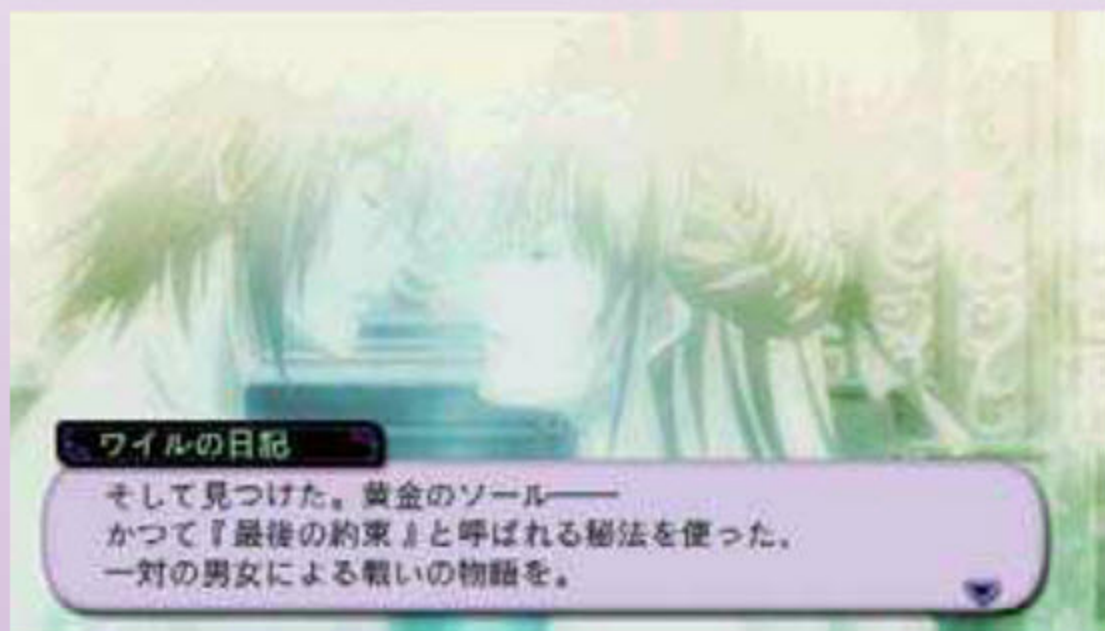 ワイルの日記
そして見つけた。黄金のソール――
かつて『最後の約束』と呼ばれる秘法を使った、
一対の男女による戦いの物語を。